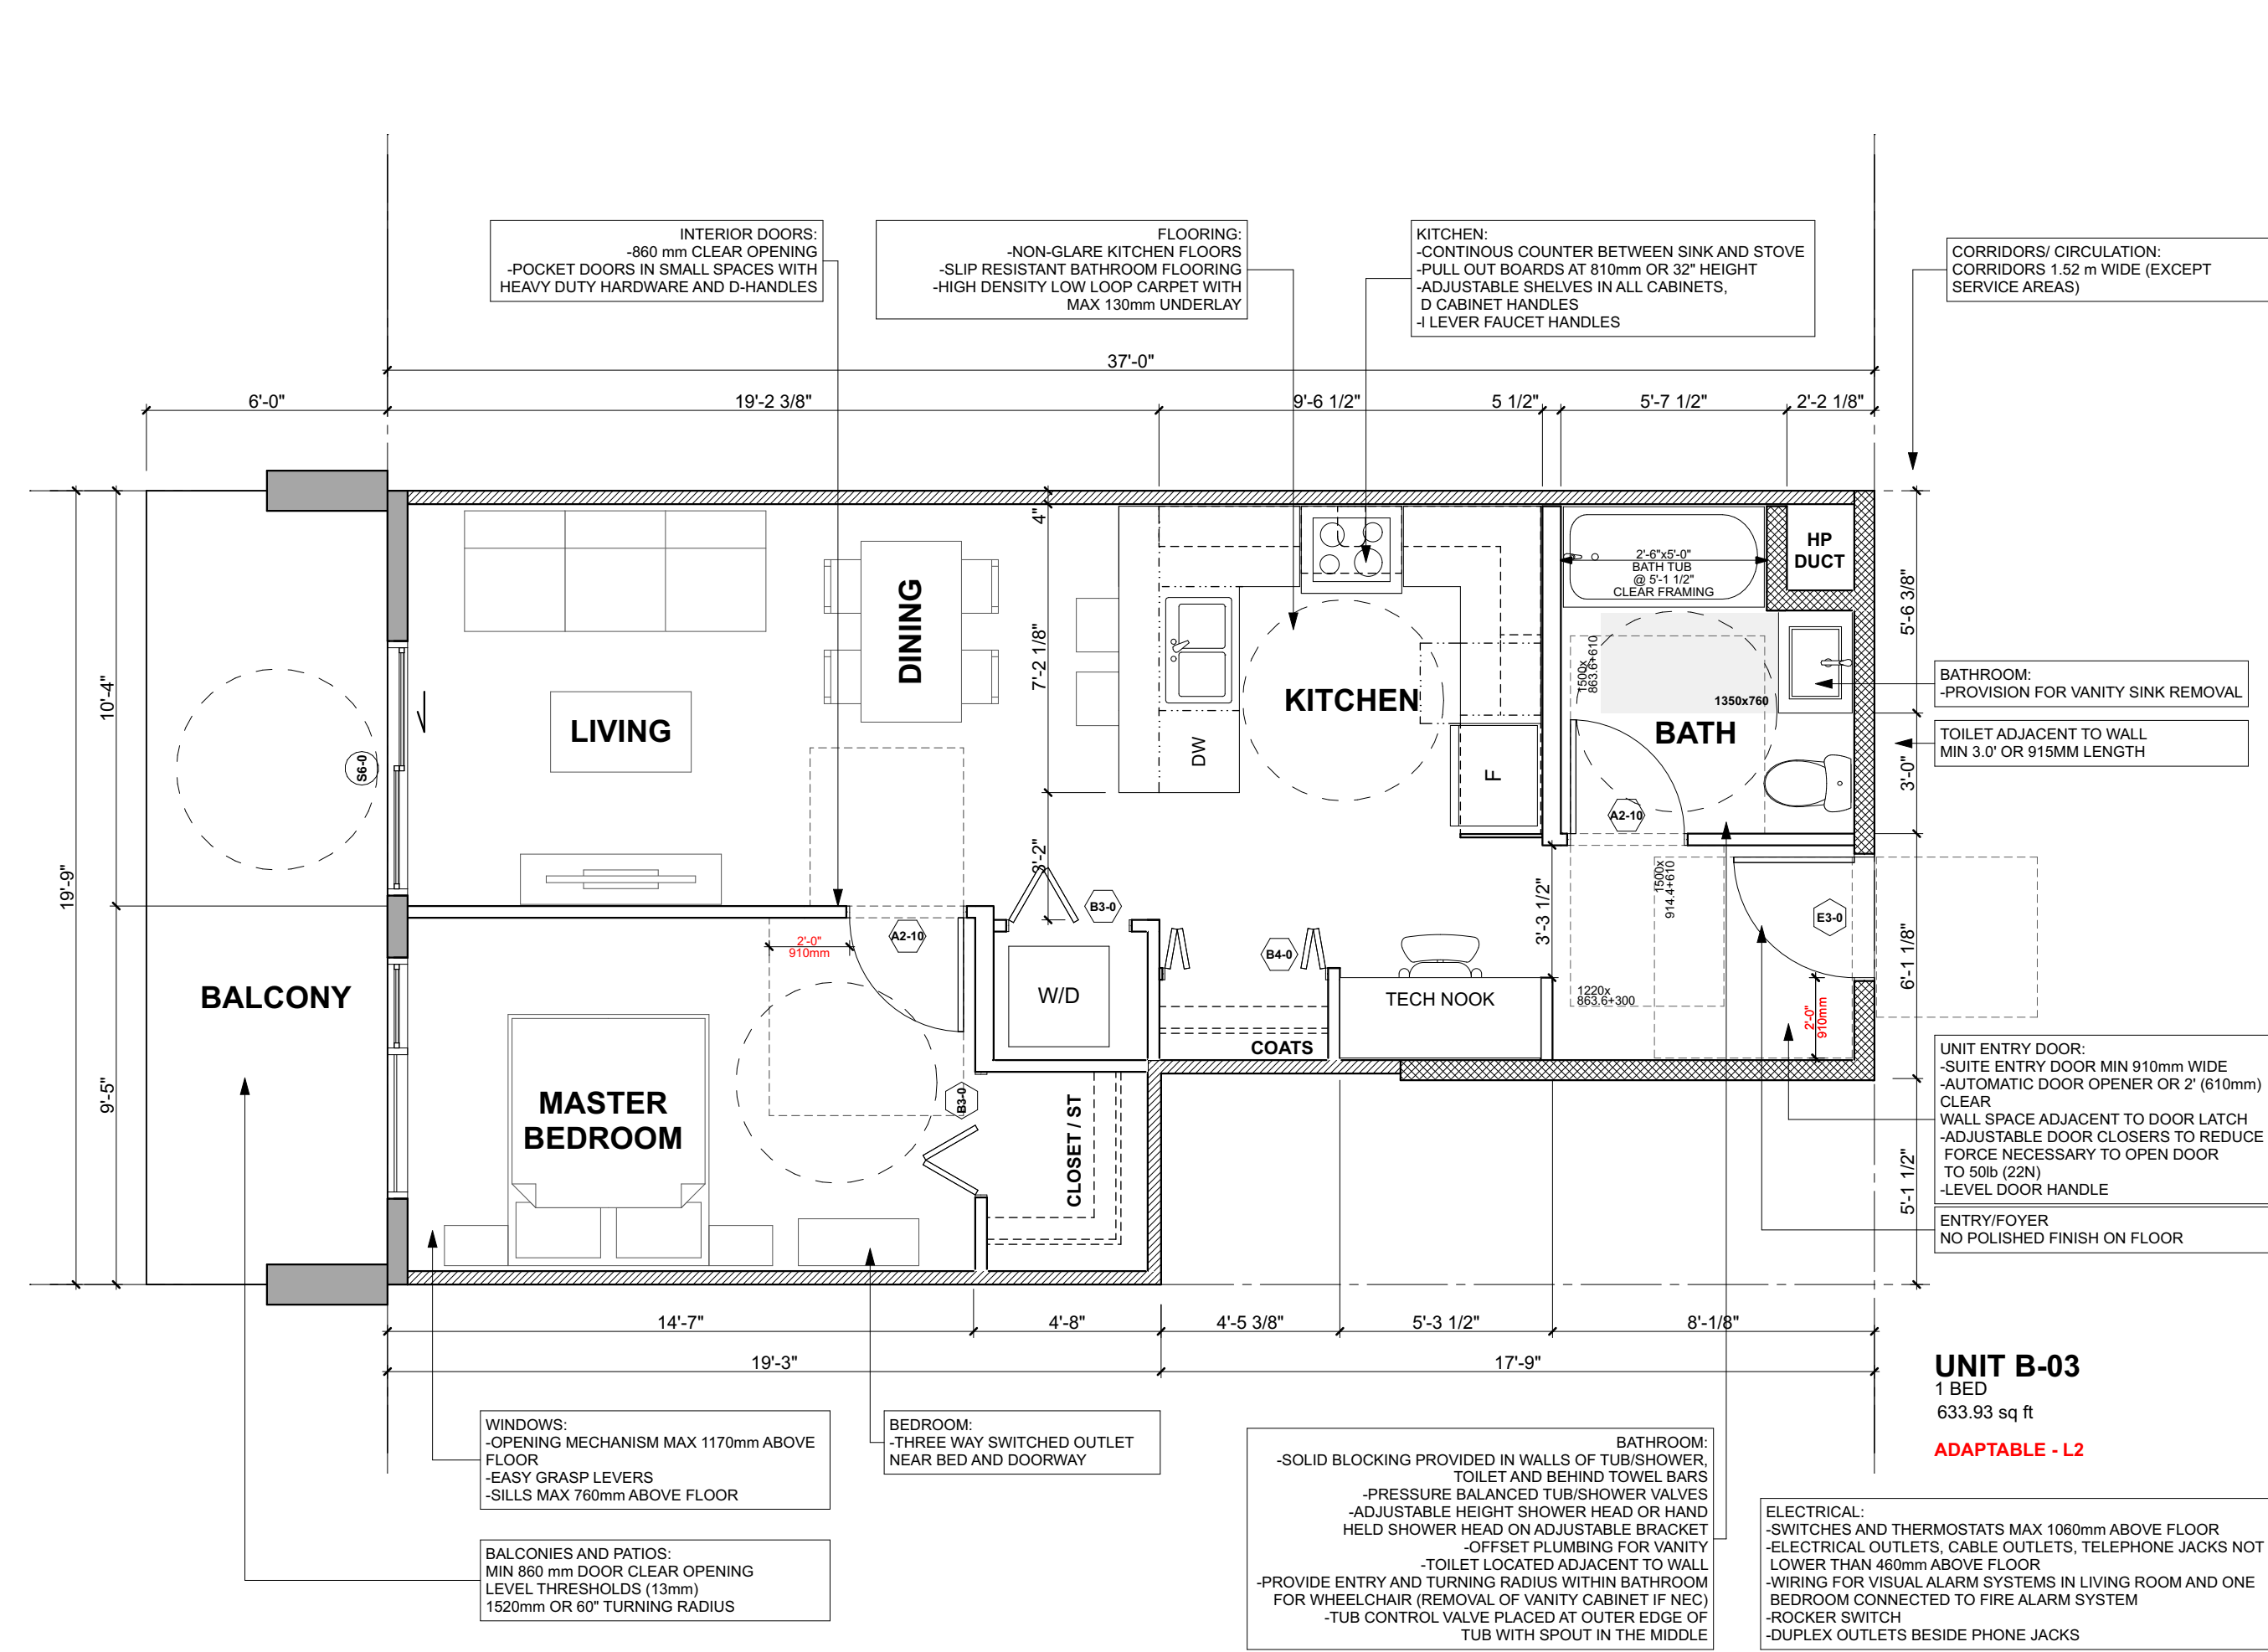 INTERIOR DOORS:
-860 mm CLEAR OPENING
-POCKET DOORS IN SMALL SPACES WITH
HEAVY DUTY HARDWARE AND D-HANDLES
FLOORING:
-NON-GLARE KITCHEN FLOORS
-SLIP RESISTANT BATHROOM FLOORING
-HIGH DENSITY LOW LOOP CARPET WITH
MAX 130mm UNDERLAY
KITCHEN:
-CONTINOUS COUNTER BETWEEN SINK AND STOVE
-PULL OUT BOARDS AT 810mm OR 32" HEIGHT
-ADJUSTABLE SHELVES IN ALL CABINETS,
D CABINET HANDLES
-l LEVER FAUCET HANDLES
CORRIDORS/ CIRCULATION:
CORRIDORS 1.52 m WIDE (EXCEPT
SERVICE AREAS)
37'-0"
6'-0"
19'-2 3/8"
9'-6 1/2"
5 1/2"
5'-7 1/2"
2'-2 1/8"
4"
7'-2 1/8"
3'-2"
19'-9"
10'-4"
9'-5"
S6-0
LIVING
DINING
KITCHEN
DW
F
2'-6"x5'-0"
BATH TUB
@ 5'-1 1/2"
CLEAR FRAMING
HP
DUCT
1500x
863.6+610
1350x760
BATH
A2-10
5'-6 3/8"
3'-0"
6'-1 1/8"
5'-1 1/2"
BATHROOM:
-PROVISION FOR VANITY SINK REMOVAL
TOILET ADJACENT TO WALL
MIN 3.0' OR 915MM LENGTH
1500x
914.4+610
E3-0
3'-3 1/2"
1220x
863.6+300
2'-0"
910mm
2'-0"
910mm
A2-10
B3-0
B4-0
W/D
COATS
TECH NOOK
BALCONY
MASTER
BEDROOM
B3-0
CLOSET / ST
UNIT ENTRY DOOR:
-SUITE ENTRY DOOR MIN 910mm WIDE
-AUTOMATIC DOOR OPENER OR 2' (610mm)
CLEAR
WALL SPACE ADJACENT TO DOOR LATCH
-ADJUSTABLE DOOR CLOSERS TO REDUCE
FORCE NECESSARY TO OPEN DOOR
TO 50lb (22N)
-LEVEL DOOR HANDLE
ENTRY/FOYER
NO POLISHED FINISH ON FLOOR
14'-7"
4'-8"
4'-5 3/8"
5'-3 1/2"
8'-1/8"
19'-3"
17'-9"
UNIT B-03
1 BED
633.93 sq ft
ADAPTABLE - L2
WINDOWS:
-OPENING MECHANISM MAX 1170mm ABOVE
FLOOR
-EASY GRASP LEVERS
-SILLS MAX 760mm ABOVE FLOOR
BEDROOM:
-THREE WAY SWITCHED OUTLET
NEAR BED AND DOORWAY
BALCONIES AND PATIOS:
MIN 860 mm DOOR CLEAR OPENING
LEVEL THRESHOLDS (13mm)
1520mm OR 60" TURNING RADIUS
BATHROOM:
-SOLID BLOCKING PROVIDED IN WALLS OF TUB/SHOWER,
TOILET AND BEHIND TOWEL BARS
-PRESSURE BALANCED TUB/SHOWER VALVES
-ADJUSTABLE HEIGHT SHOWER HEAD OR HAND
HELD SHOWER HEAD ON ADJUSTABLE BRACKET
-OFFSET PLUMBING FOR VANITY
-TOILET LOCATED ADJACENT TO WALL
-PROVIDE ENTRY AND TURNING RADIUS WITHIN BATHROOM
FOR WHEELCHAIR (REMOVAL OF VANITY CABINET IF NEC)
-TUB CONTROL VALVE PLACED AT OUTER EDGE OF
TUB WITH SPOUT IN THE MIDDLE
ELECTRICAL:
-SWITCHES AND THERMOSTATS MAX 1060mm ABOVE FLOOR
-ELECTRICAL OUTLETS, CABLE OUTLETS, TELEPHONE JACKS NOT
LOWER THAN 460mm ABOVE FLOOR
-WIRING FOR VISUAL ALARM SYSTEMS IN LIVING ROOM AND ONE
BEDROOM CONNECTED TO FIRE ALARM SYSTEM
-ROCKER SWITCH
-DUPLEX OUTLETS BESIDE PHONE JACKS